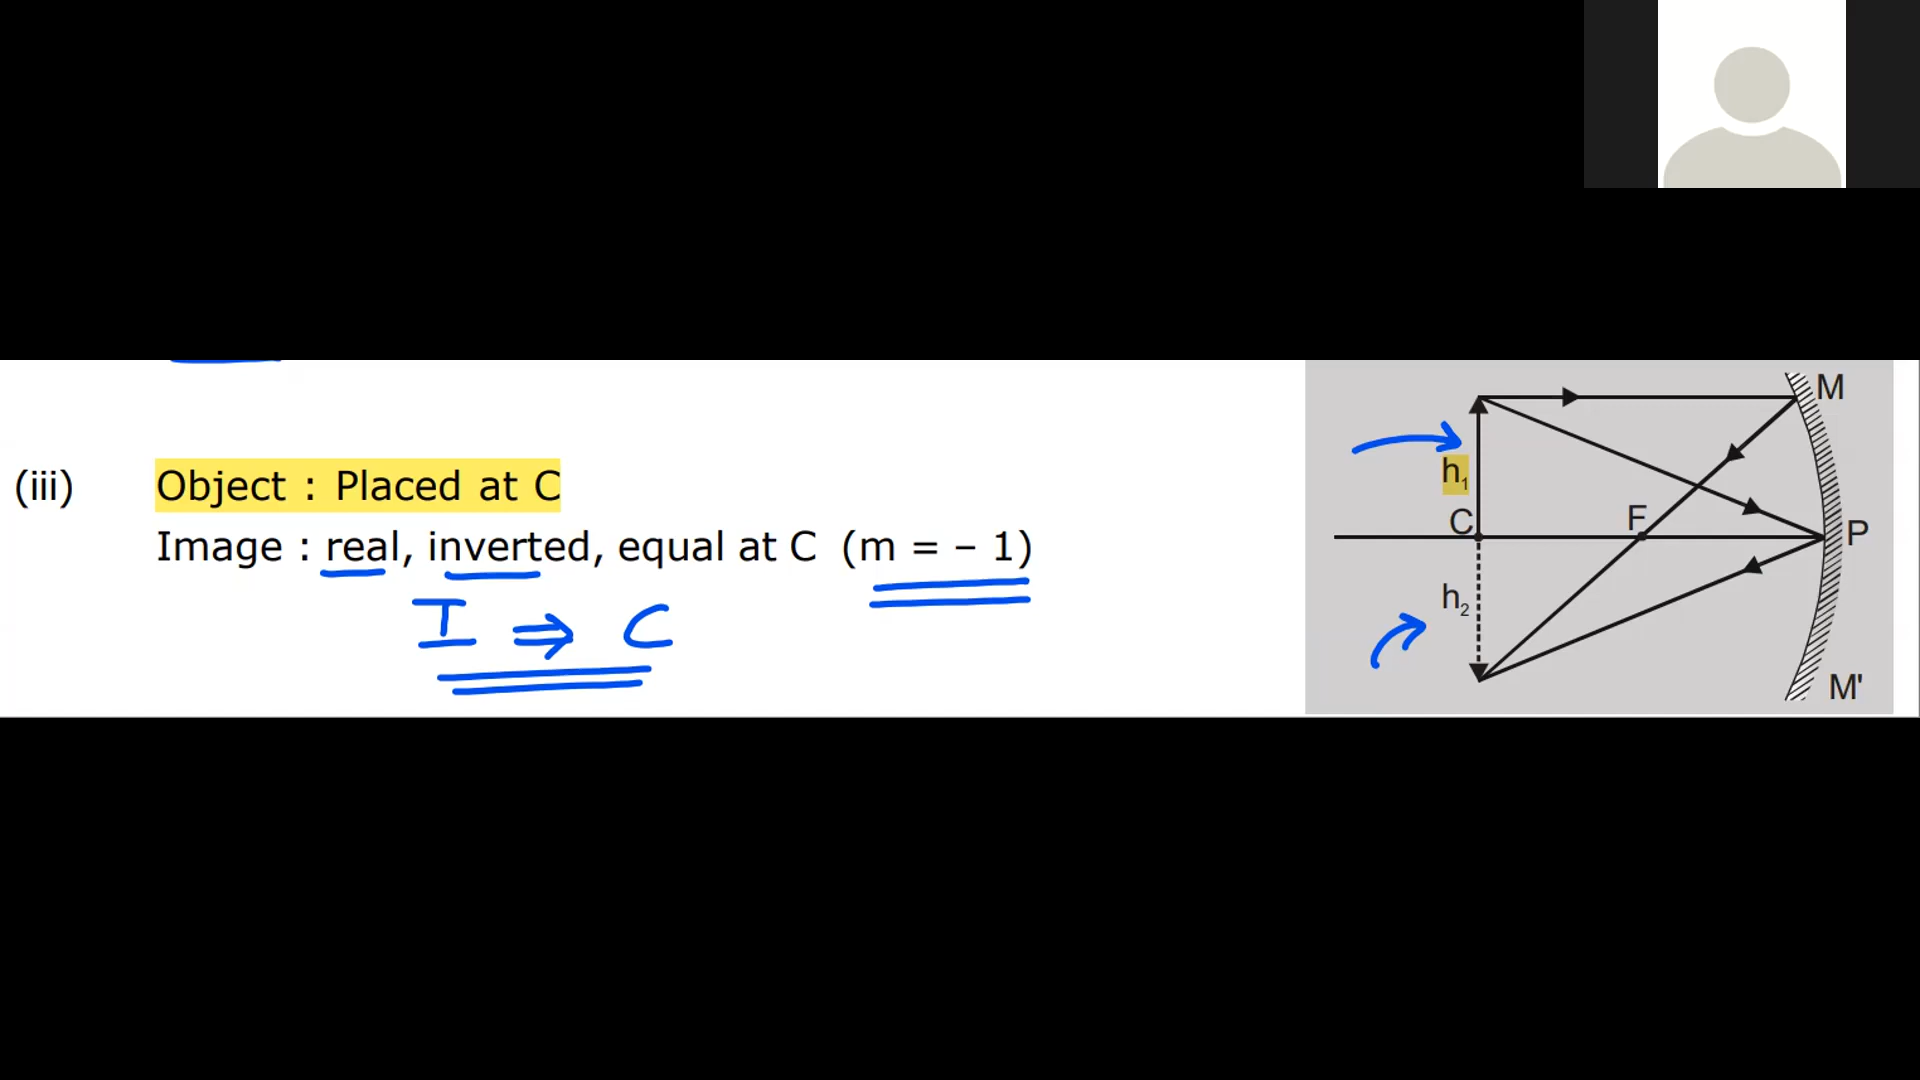 (iii) Object : Placed at C
Image : real, inverted, equal at C (m = – 1)
I ⇒ C
M
h₁
C
F
P
h₂
M'